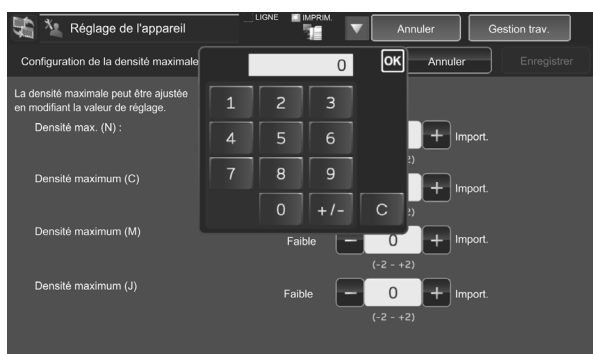 Réglage de l'appareil
LIGNE
IMPRIM.
Annuler
Gestion trav.
Configuration de la densité maximale
0
OK
Annuler
Enregistrer
La densité maximale peut être ajustée
en modifiant la valeur de réglage.
1 2 3
Densité max. (N) :
4 5 6
+ Import.
2)
7 8 9
Densité maximum (C)
+ Import.
0 +/- C
2)
Densité maximum (M)
Faible − 0 + Import.
(-2 - +2)
Densité maximum (J)
Faible − 0 + Import.
(-2 - +2)